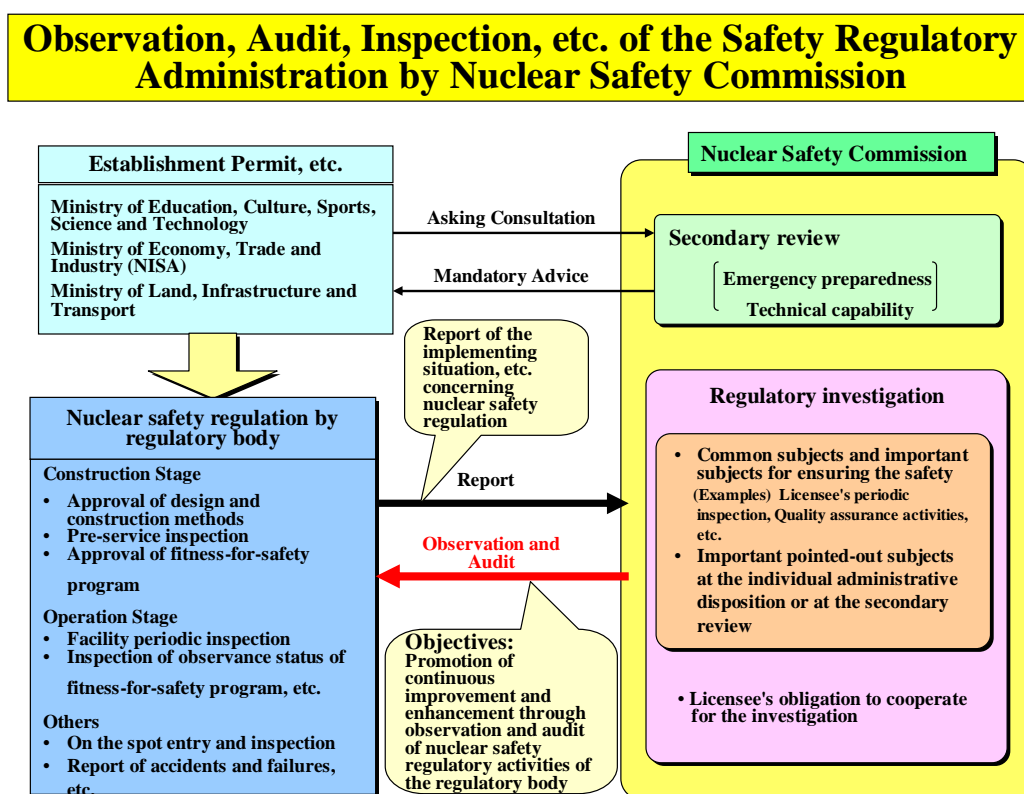 Observation, Audit, Inspection, etc. of the Safety Regulatory
Administration by Nuclear Safety Commission
Establishment Permit, etc.
Ministry of Education, Culture, Sports,
Science and Technology
Ministry of Economy, Trade and
Industry (NISA)
Ministry of Land, Infrastructure and
Transport
Asking Consultation
Mandatory Advice
Nuclear Safety Commission
Secondary review
Emergency preparedness
Technical capability
Report of the
implementing
situation, etc.
concerning
nuclear safety
regulation
Nuclear safety regulation by
regulatory body
Construction Stage
• Approval of design and
construction methods
• Pre-service inspection
• Approval of fitness-for-safety
program
Operation Stage
• Facility periodic inspection
• Inspection of observance status of
fitness-for-safety program, etc.
Others
• On the spot entry and inspection
• Report of accidents and failures,
etc.
Report
Observation and
Audit
Objectives:
Promotion of
continuous
improvement and
enhancement through
observation and audit
of nuclear safety
regulatory activities of
the regulatory body
Regulatory investigation
• Common subjects and important
subjects for ensuring the safety
(Examples) Licensee's periodic
inspection, Quality assurance activities,
etc.
• Important pointed-out subjects
at the individual administrative
disposition or at the secondary
review
• Licensee's obligation to cooperate
for the investigation